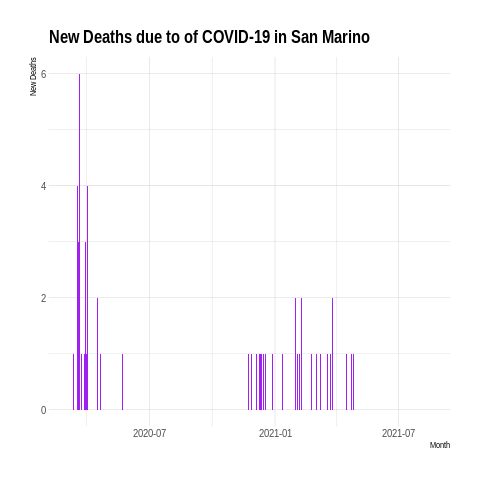 New Deaths due to of COVID-19 in San Marino
New Deaths
6
4
2
0
2020-07
2021-01
2021-07
Month